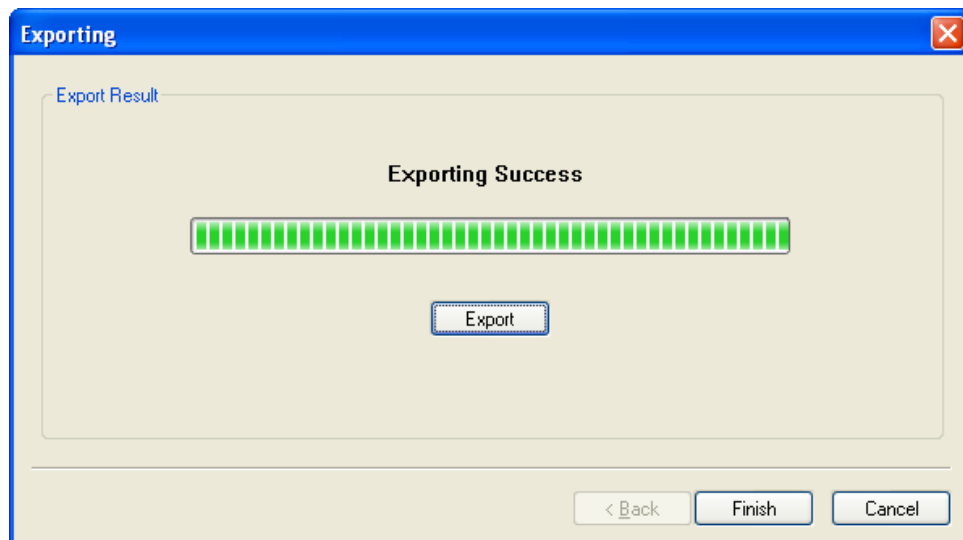 Exporting
Export Result
Exporting Success
Export
< Back
Finish
Cancel